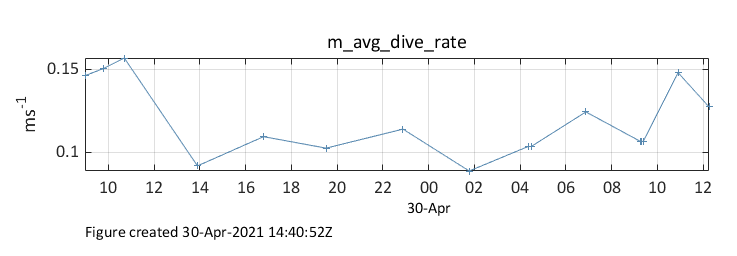 m_avg_dive_rate
ms-1
0.15
0.1
10 12 14 16 18 20 22 00 02 04 06 08 10 12
30-Apr
Figure created 30-Apr-2021 14:40:52Z